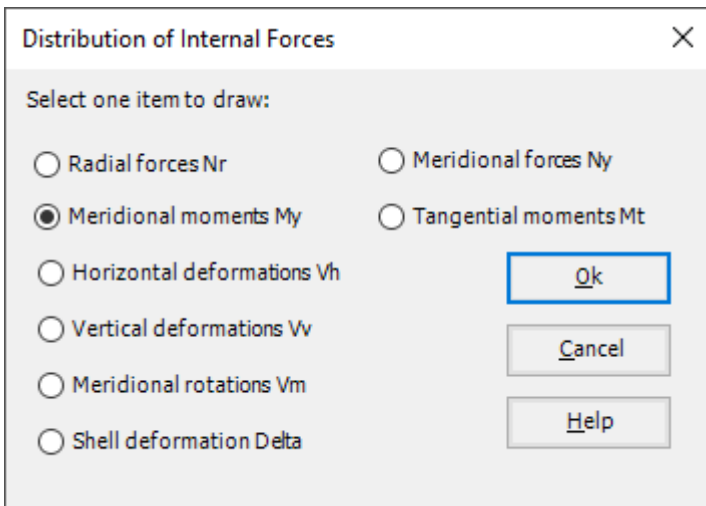 Distribution of Internal Forces
Select one item to draw:
Radial forces Nr
Meridional forces Ny
Meridional moments My
Tangential moments Mt
Horizontal deformations Vh
Ok
Vertical deformations Vv
Cancel
Meridional rotations Vm
Help
Shell deformation Delta